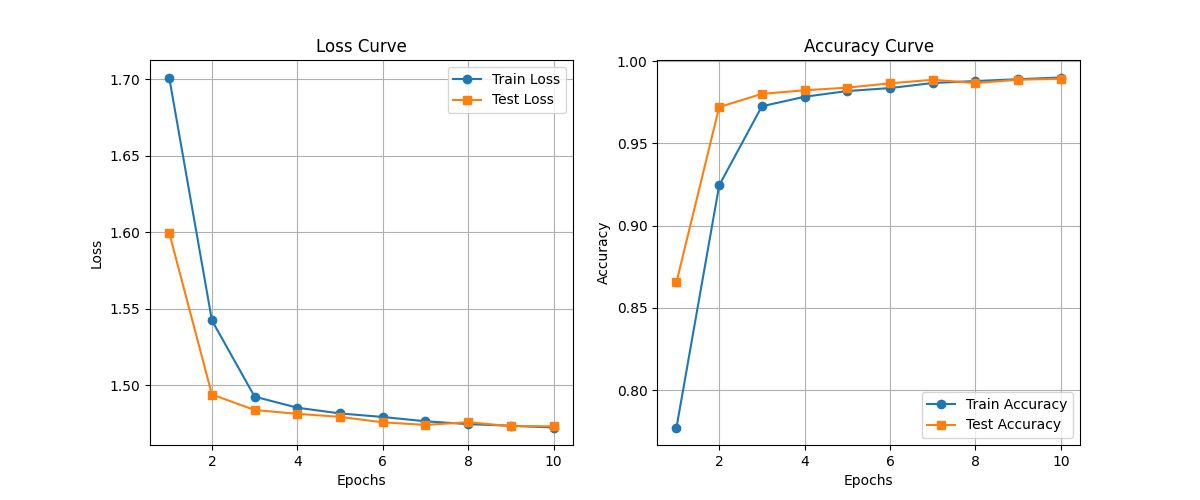 Loss Curve
Train Loss
Test Loss
1.70
1.65
1.60
1.55
1.50
Loss
2 4 6 8 10
Epochs
Accuracy Curve
1.00
0.95
0.90
0.85
0.80
Accuracy
Train Accuracy
Test Accuracy
2 4 6 8 10
Epochs